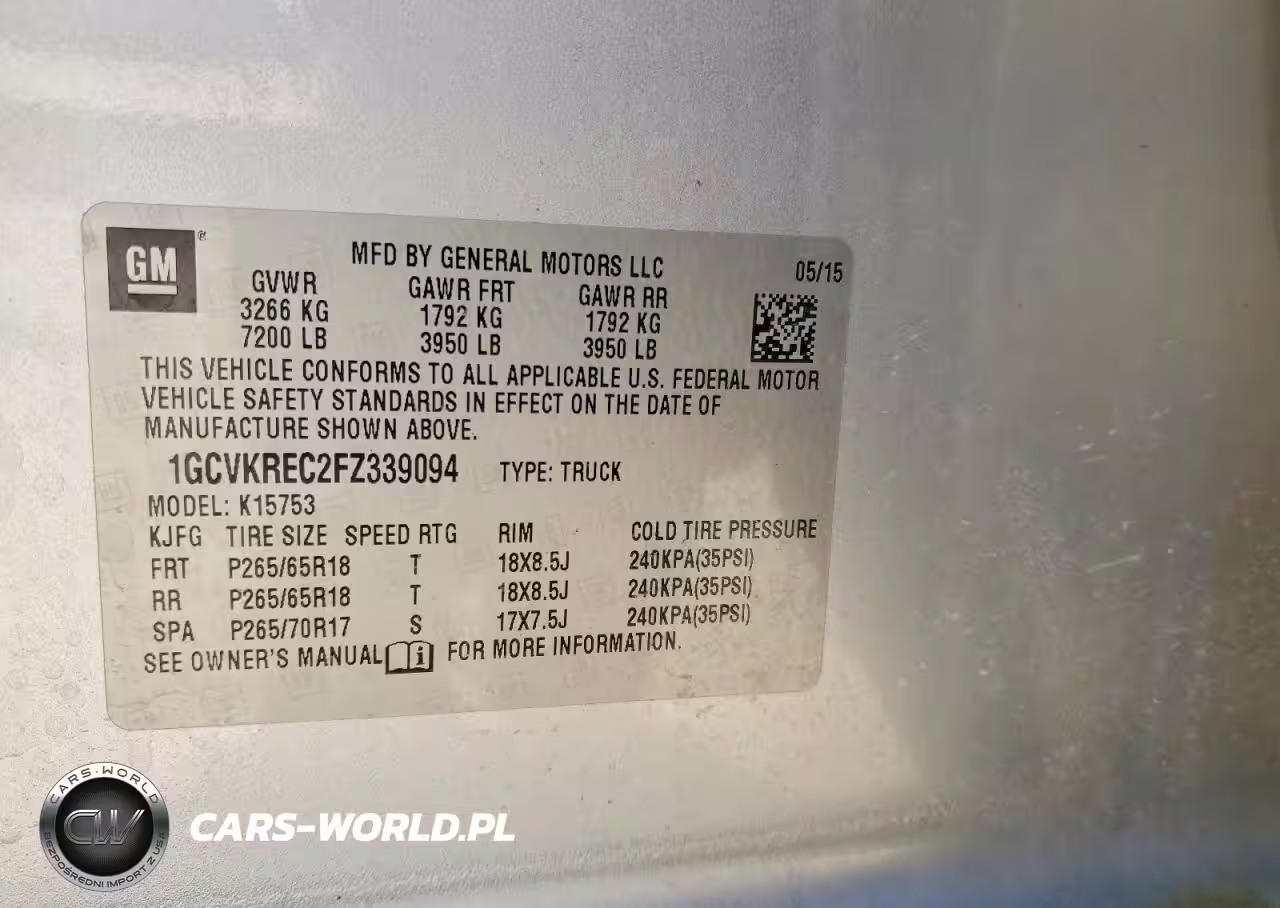 GM ®
MFD BY GENERAL MOTORS LLC
05/15
GVWR GAWR FRT GAWR RR
3266 KG 1792 KG 1792 KG
7200 LB 3950 LB 3950 LB
THIS VEHICLE CONFORMS TO ALL APPLICABLE U.S. FEDERAL MOTOR
VEHICLE SAFETY STANDARDS IN EFFECT ON THE DATE OF
MANUFACTURE SHOWN ABOVE.
1GCVKREC2FZ339094 TYPE: TRUCK
MODEL: K15753
KJFG TIRE SIZE SPEED RTG RIM COLD TIRE PRESSURE
FRT P265/65R18 T 18X8.5J 240KPA(35PSI)
RR P265/65R18 T 18X8.5J 240KPA(35PSI)
SPA P265/70R17 S 17X7.5J 240KPA(35PSI)
SEE OWNER'S MANUAL i FOR MORE INFORMATION.
CARS-WORLD
CW
BEZPOŚREDNI IMPORT Z USA
CARS-WORLD.PL